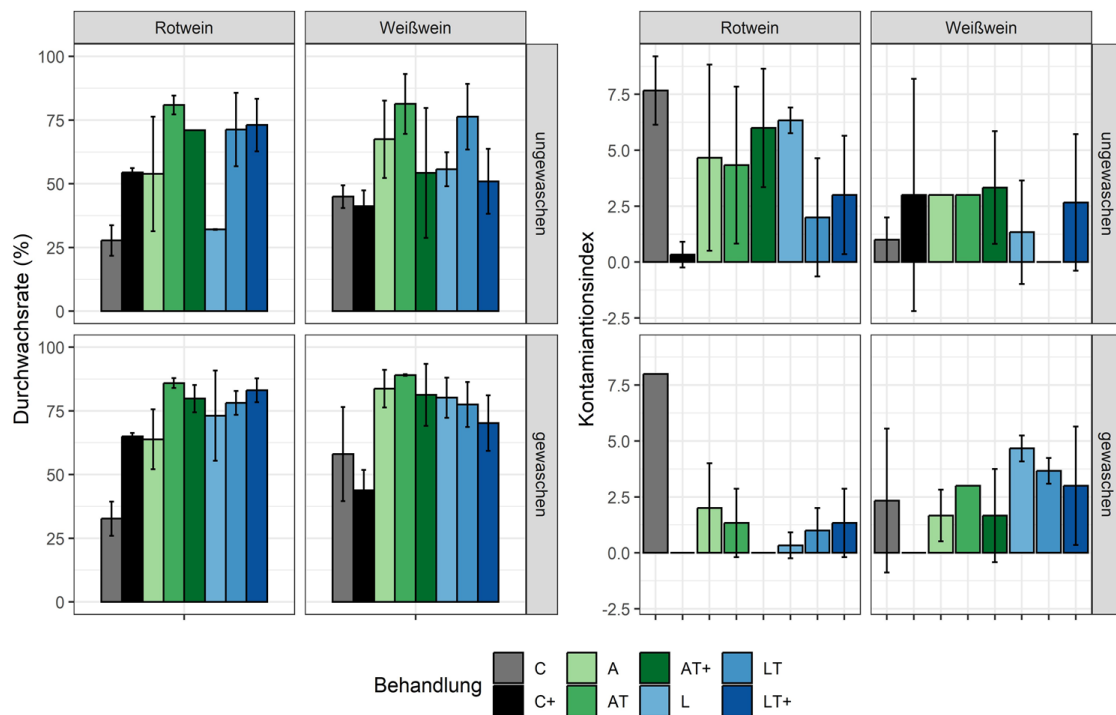 Rotwein
Weißwein
Durchwachsrate (%)
100
75
50
25
0
ungewaschen
100
75
50
25
0
gewaschen
Rotwein
Weißwein
Kontamiantionsindex
7.5
5.0
2.5
0.0
-2.5
ungewaschen
7.5
5.0
2.5
0.0
-2.5
gewaschen
Behandlung
C A AT+ LT
C+ AT L LT+